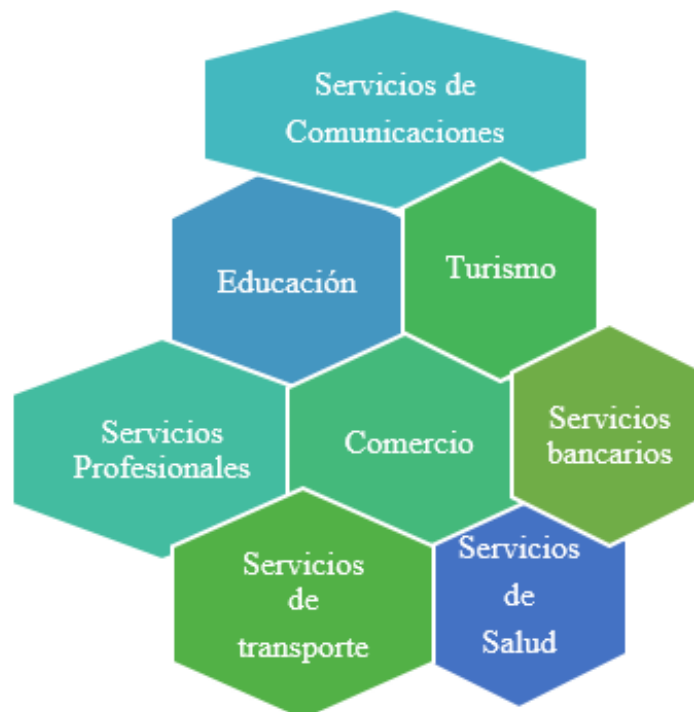 Servicios de
Comunicaciones
Educación
Turismo
Servicios
Profesionales
Comercio
Servicios
bancarios
Servicios
de
transporte
Servicios
de
Salud